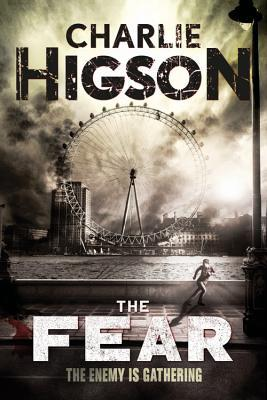 CHARLIE
HIGSON
THE
FEAR
THE ENEMY IS GATHERING